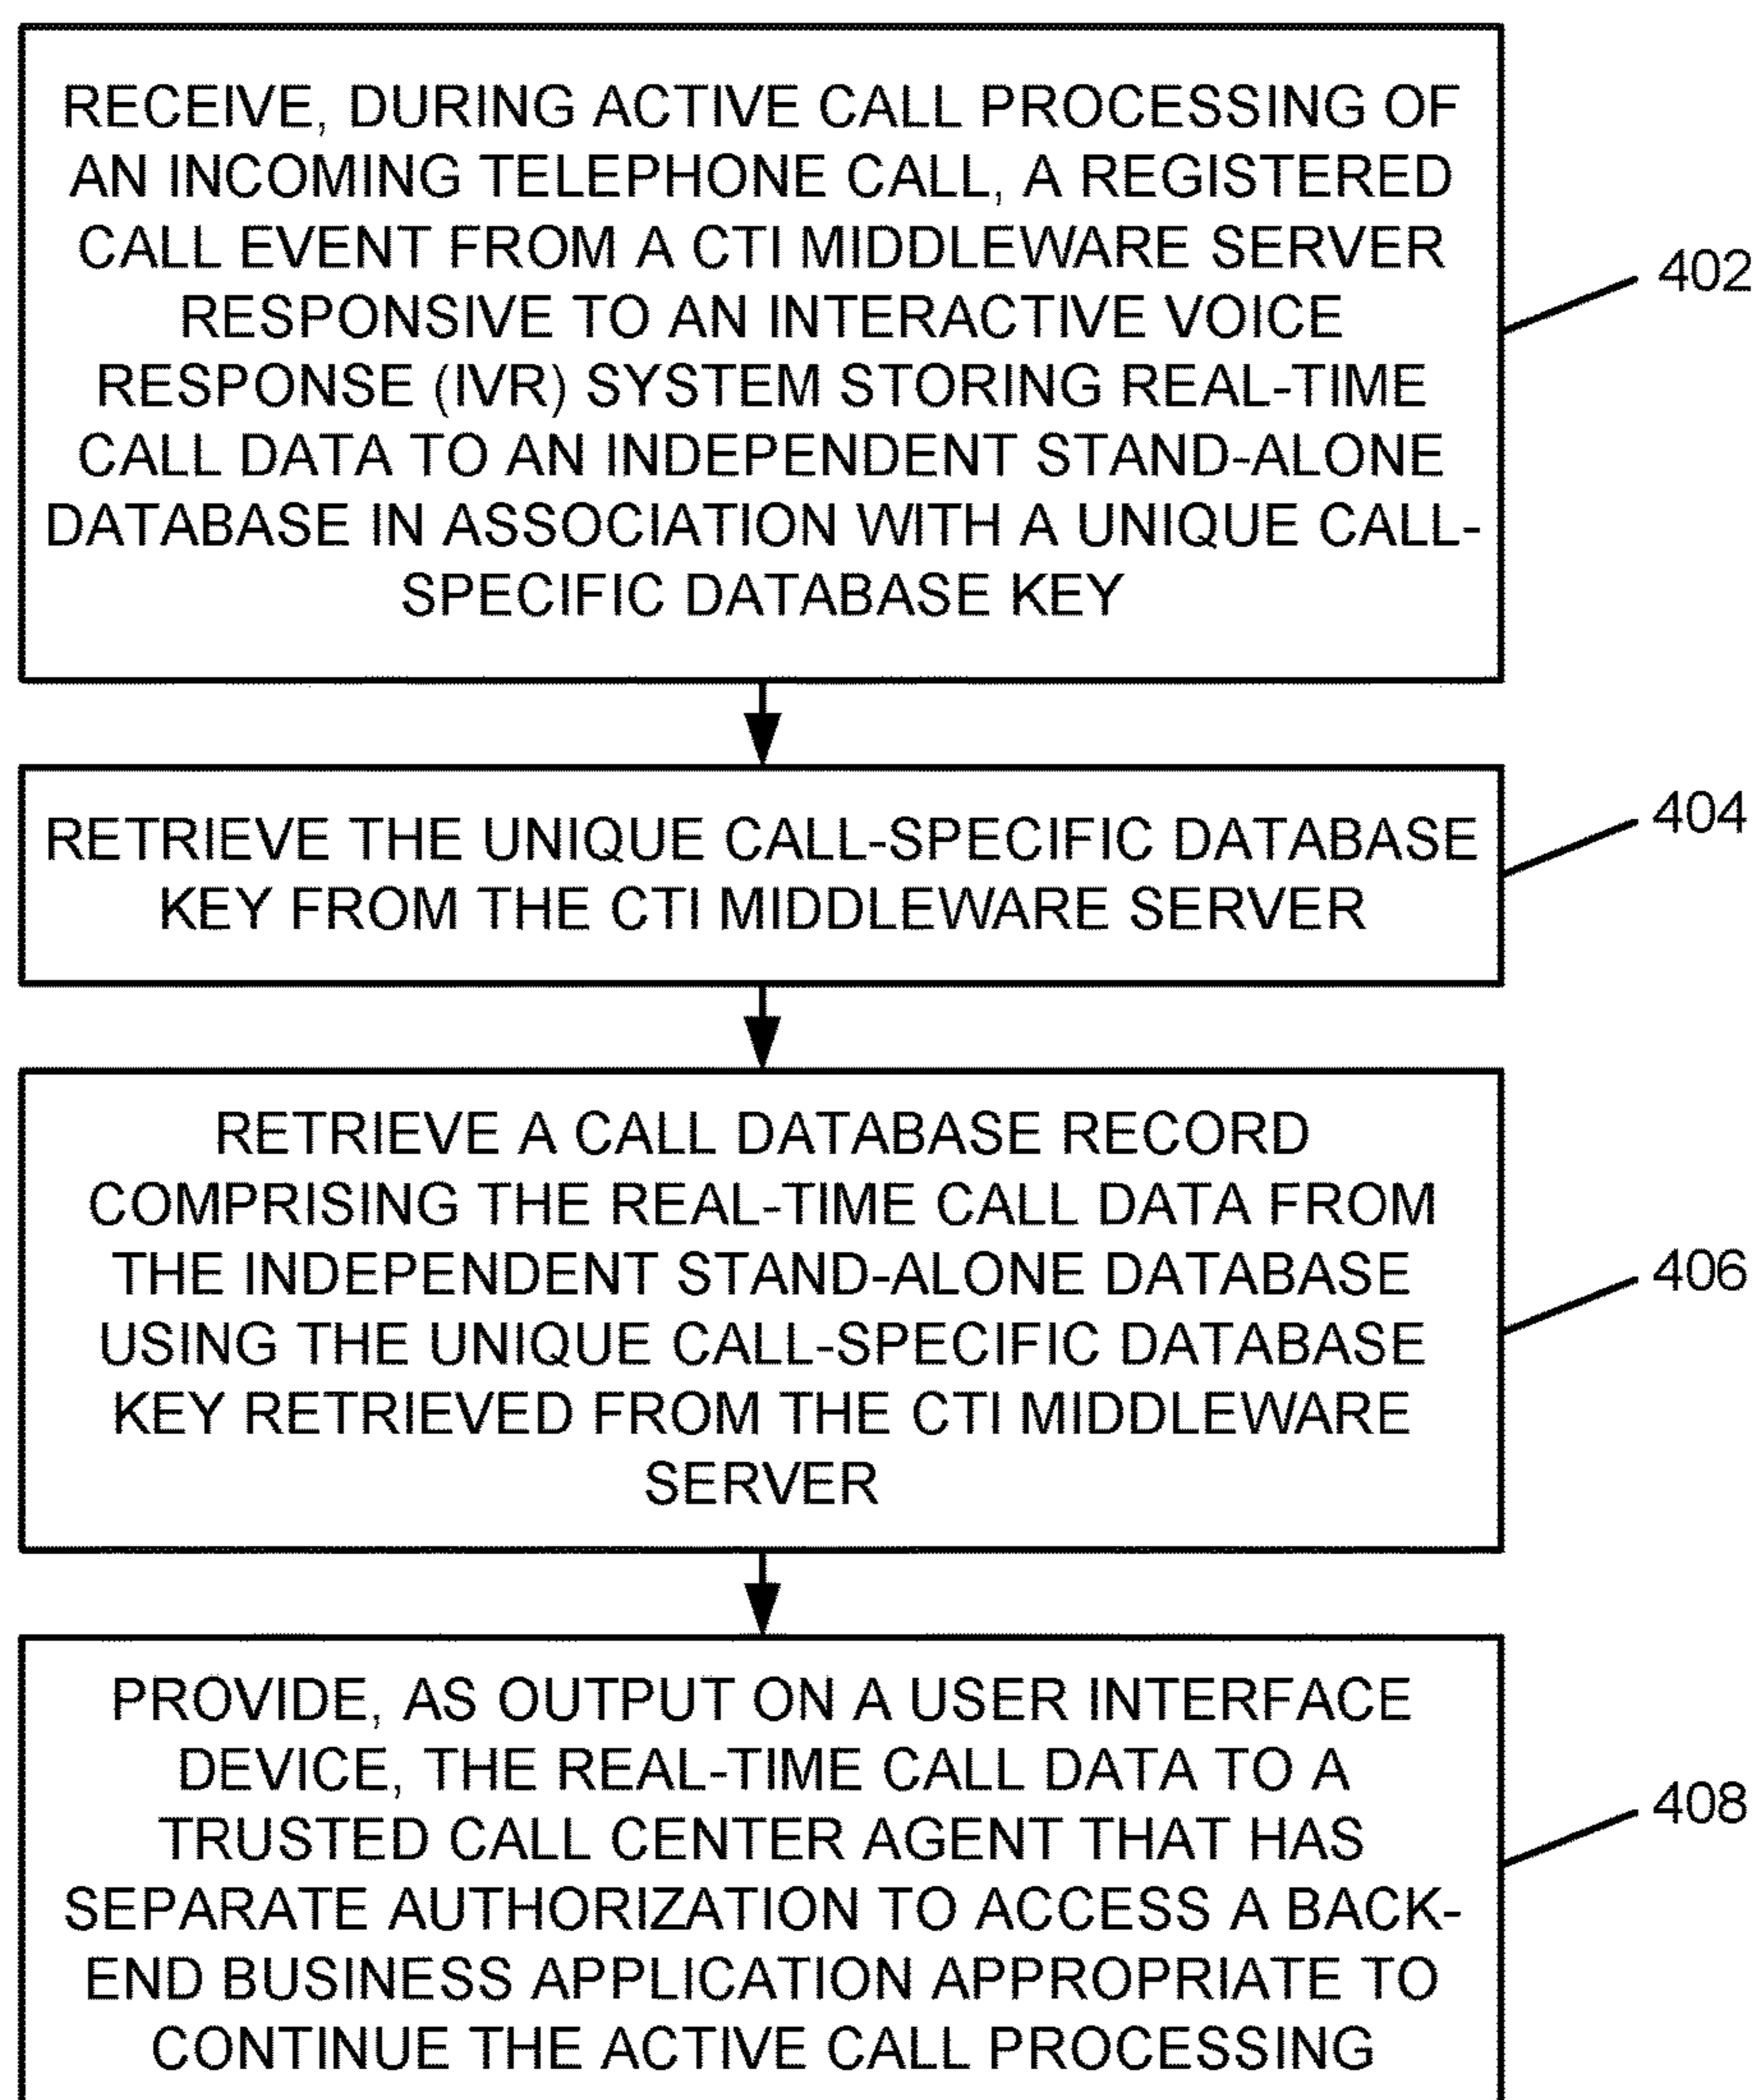 RECEIVE, DURING ACTIVE CALL PROCESSING OF
AN INCOMING TELEPHONE CALL, A REGISTERED
CALL EVENT FROM A CTI MIDDLEWARE SERVER
RESPONSIVE TO AN INTERACTIVE VOICE
RESPONSE (IVR) SYSTEM STORING REAL-TIME
CALL DATA TO AN INDEPENDENT STAND-ALONE
DATABASE IN ASSOCIATION WITH A UNIQUE CALL-
SPECIFIC DATABASE KEY
402
RETRIEVE THE UNIQUE CALL-SPECIFIC DATABASE
KEY FROM THE CTI MIDDLEWARE SERVER
404
RETRIEVE A CALL DATABASE RECORD
COMPRISING THE REAL-TIME CALL DATA FROM
THE INDEPENDENT STAND-ALONE DATABASE
USING THE UNIQUE CALL-SPECIFIC DATABASE
KEY RETRIEVED FROM THE CTI MIDDLEWARE
SERVER
406
PROVIDE, AS OUTPUT ON A USER INTERFACE
DEVICE, THE REAL-TIME CALL DATA TO A
TRUSTED CALL CENTER AGENT THAT HAS
SEPARATE AUTHORIZATION TO ACCESS A BACK-
END BUSINESS APPLICATION APPROPRIATE TO
CONTINUE THE ACTIVE CALL PROCESSING
408